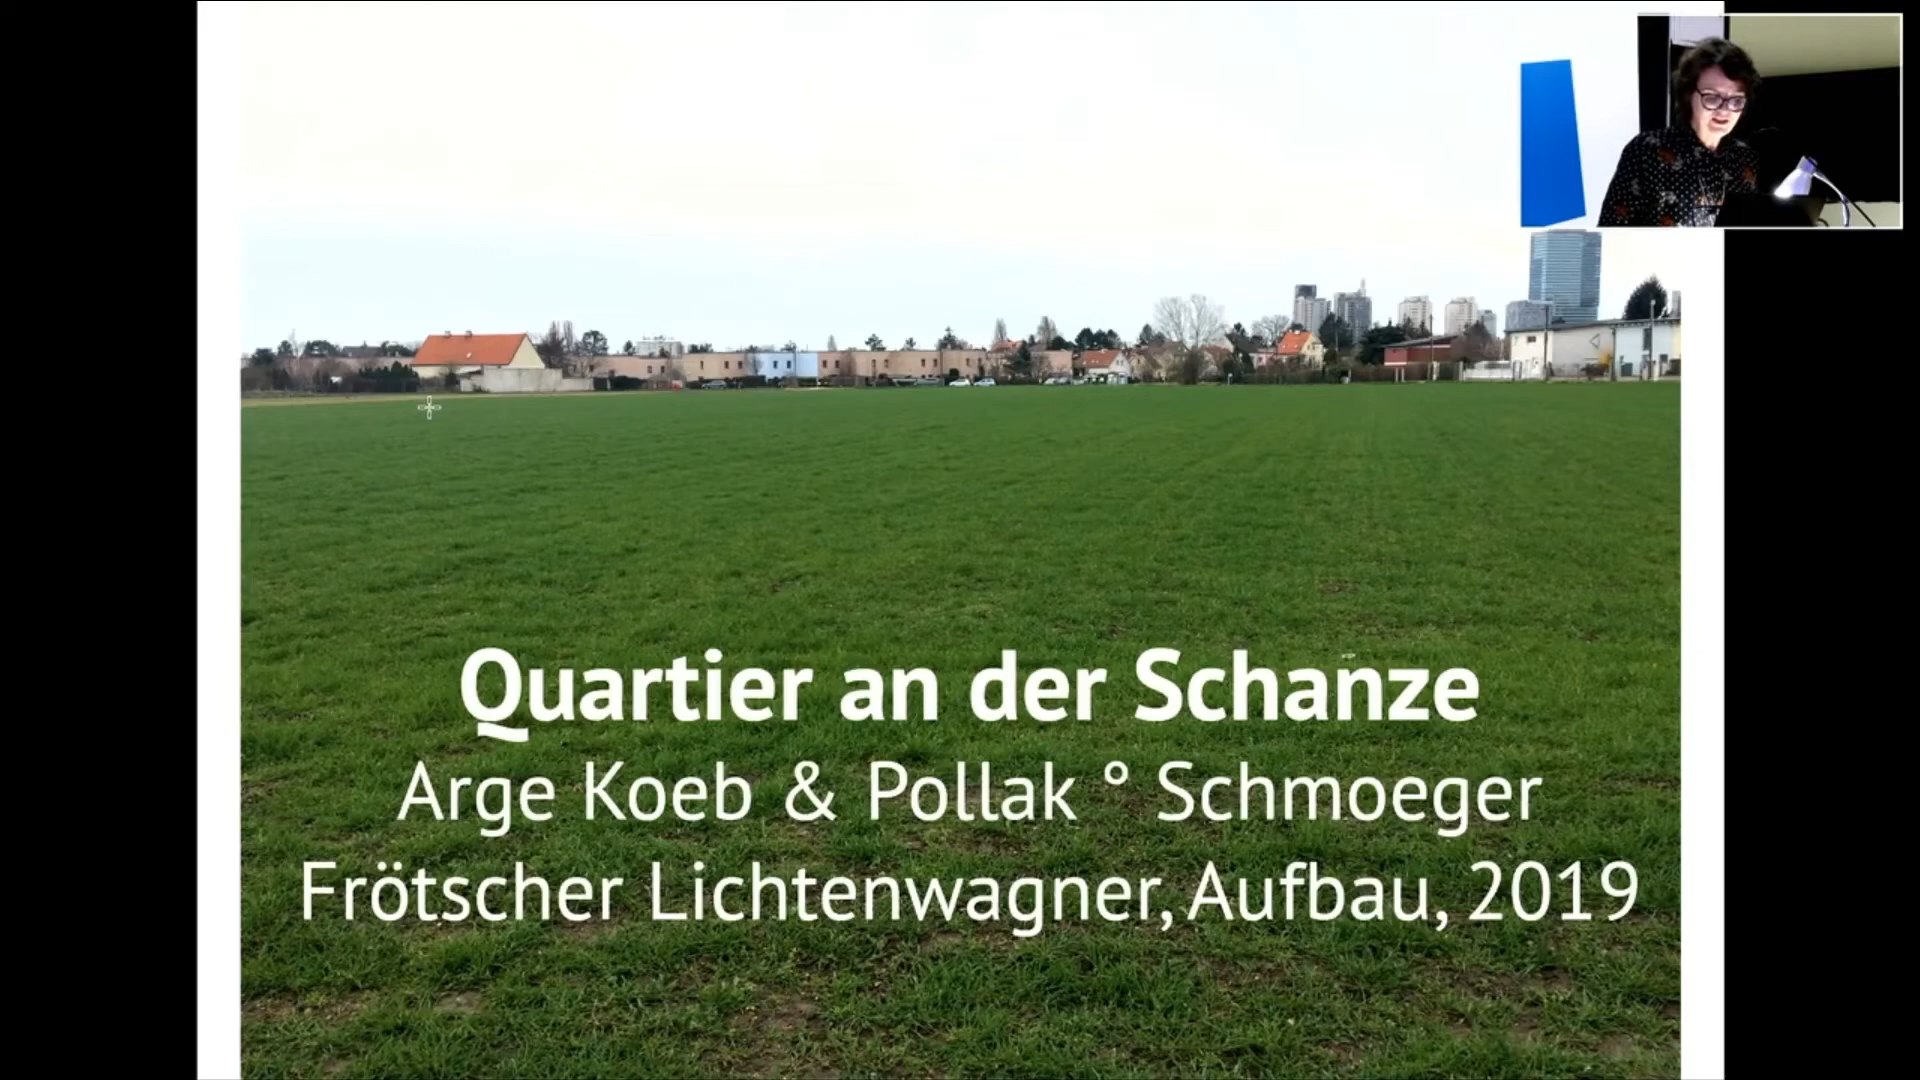 Quartier an der Schanze
Arge Koeb & Pollak ° Schmoeger
Frötscher Lichtenwagner, Aufbau, 2019